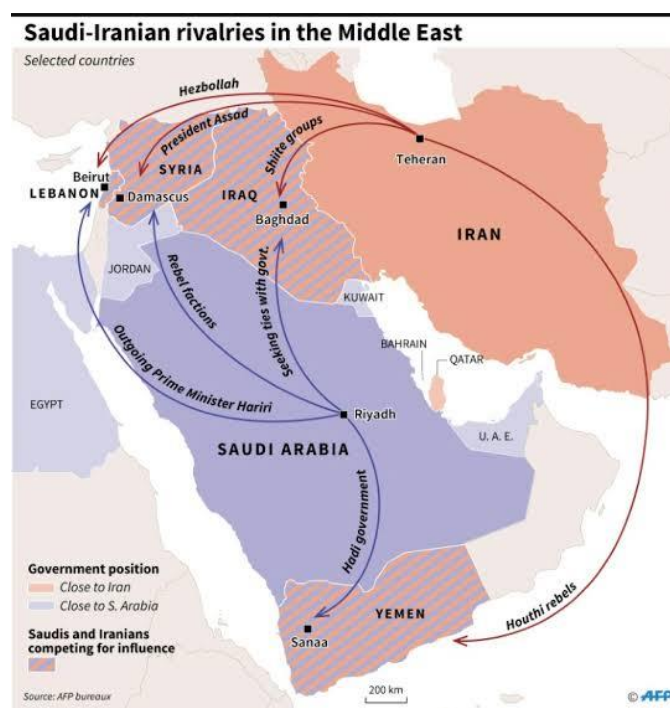 Saudi-Iranian rivalries in the Middle East
Selected countries
Hezbollah
President Assad
Shiite groups
Teheran
SYRIA
Beirut
LEBANON
Damascus
IRAQ
Baghdad
IRAN
JORDAN
KUWAIT
Rebel factions
Seeking ties with govt.
Outgoing Prime Minister Hariri
BAHRAIN
QATAR
EGYPT
Riyadh
SAUDI ARABIA
U. A. E.
Hadi government
Houthi rebels
YEMEN
Sanaa
Government position
Close to Iran
Close to S. Arabia
Saudis and Iranians
competing for influence
Source: AFP bureaux
200 km
© AFP